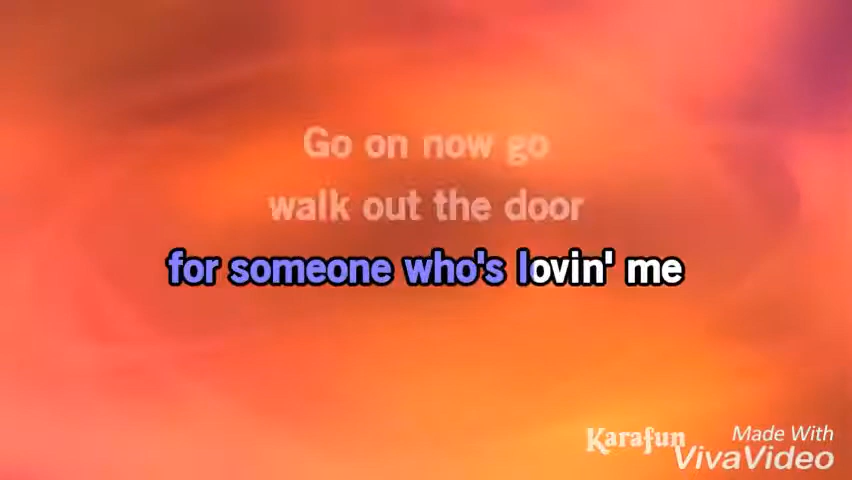 Go on now go
walk out the door
for someone who's lovin' me
Karafun
Made With
VivaVideo